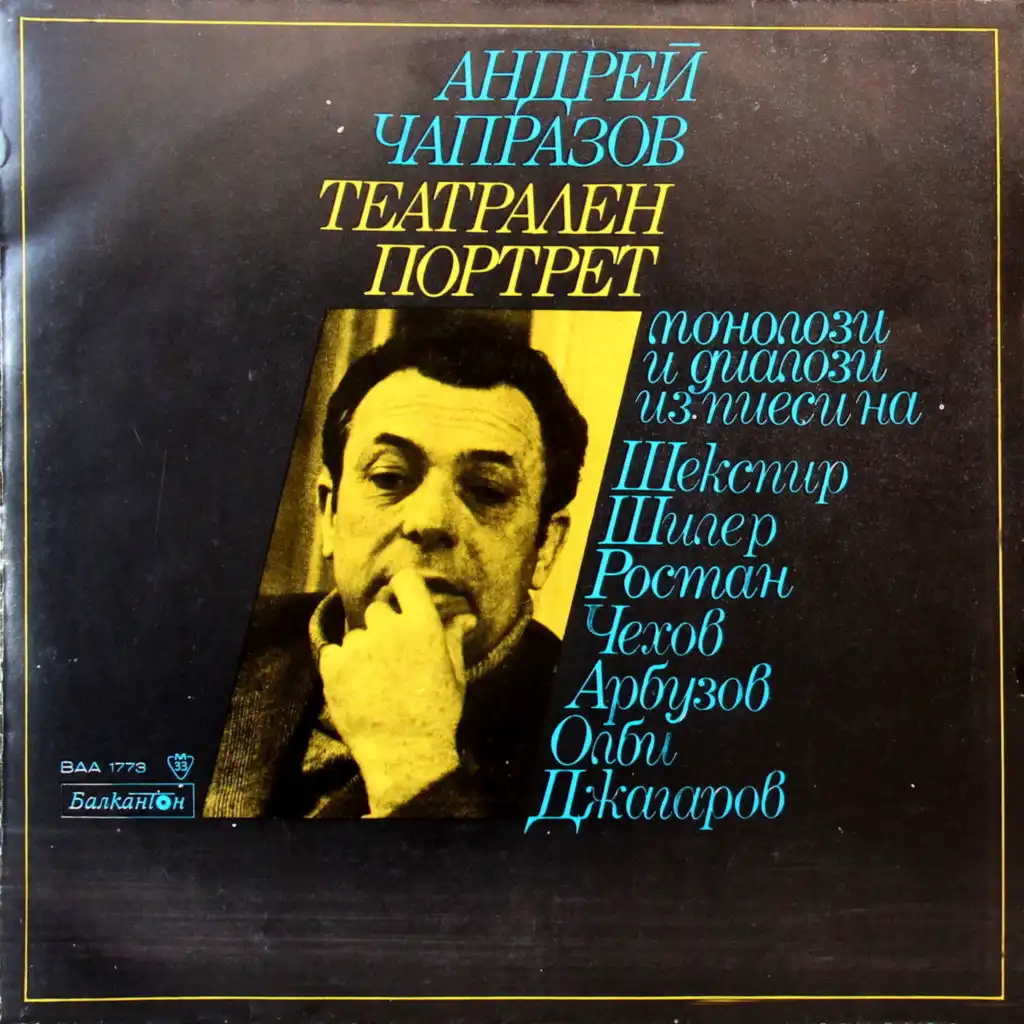 АНДРЕЙ
ЧАПРАЗОВ
ТЕАТРАЛЕН
ПОРТРЕТ
монолози
и диалози
из пиеси на
Шекспир
Шилер
Ростан
Чехов
Арбузов
Олби
Джагаров
ВАА 1773 М 33
Балкантон